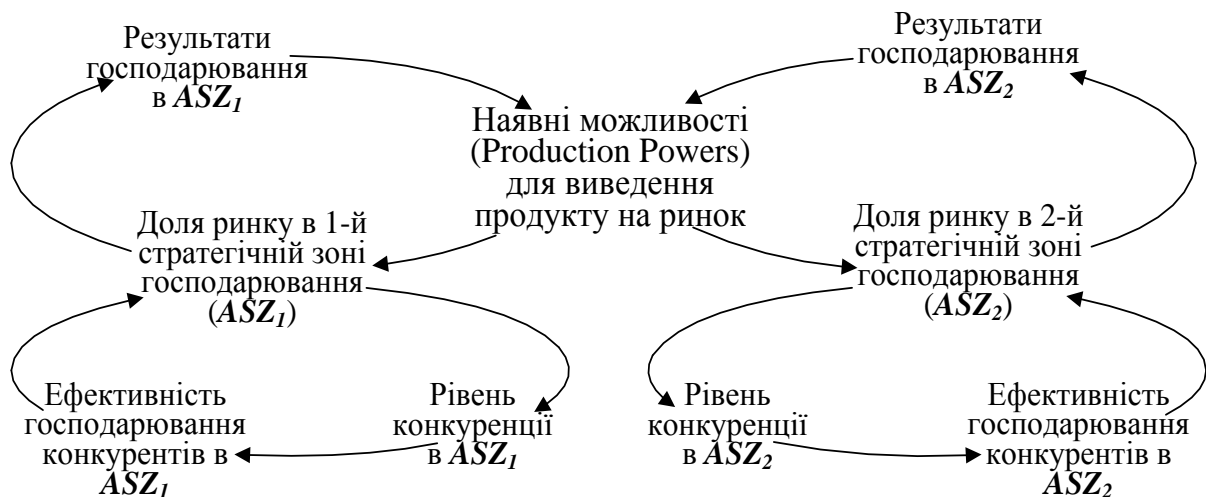 Результати
господарювання
в ASZ1
Результати
господарювання
в ASZ2
Наявні можливості
(Production Powers)
для виведення
продукту на ринок
Доля ринку в 1-й
стратегічній зоні
господарювання
(ASZ1)
Доля ринку в 2-й
стратегічній зоні
господарювання
(ASZ2)
Ефективність
господарювання
конкурентів в
ASZ1
Рівень
конкуренції
в ASZ1
Рівень
конкуренції
в ASZ2
Ефективність
господарювання
конкурентів в
ASZ2